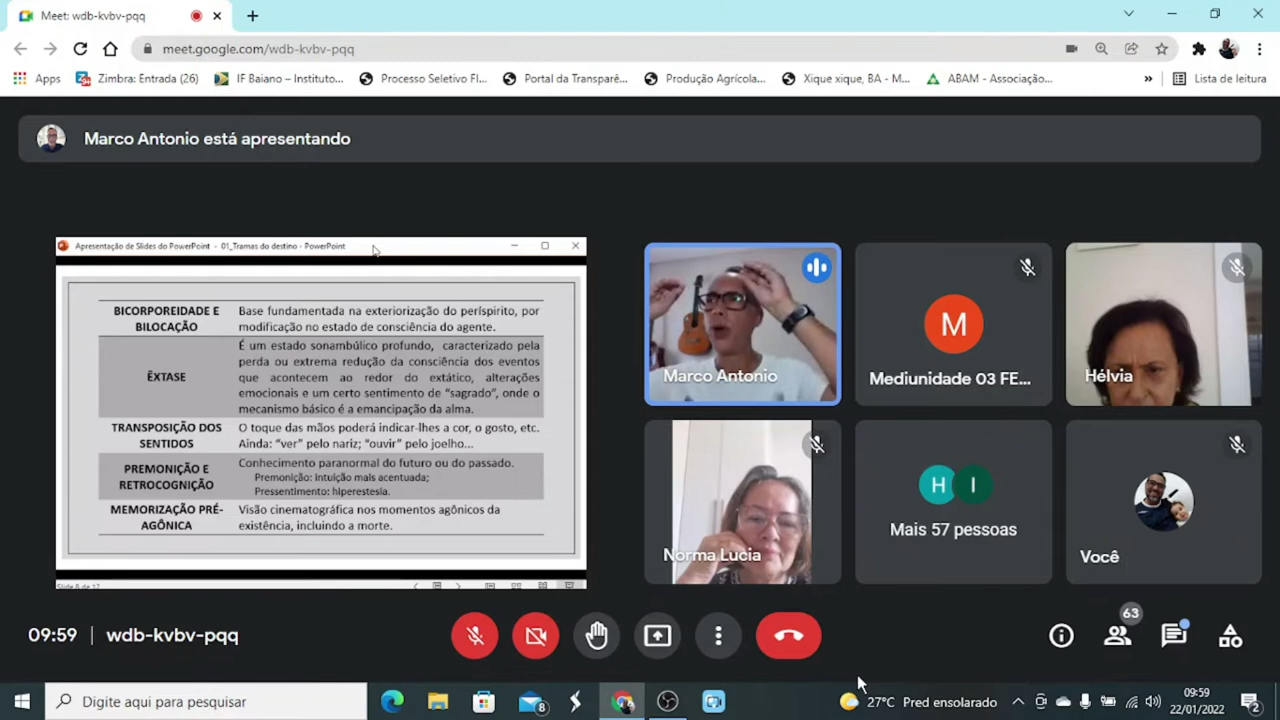 Meet: wdb-kvbv-pqq
meet.google.com/wdb-kvbv-pqq
Apps
Zimbra: Entrada (26)
IF Baiano – Instituto...
Processo Seletivo Fl...
Portal da Transparê...
Produção Agrícola...
Xique xique, BA - M...
ABAM - Associação...
»
Lista de leitura
Marco Antonio está apresentando
Apresentação de Slides do PowerPoint - 01_Tramas do destino - PowerPoint
BICORPOREIDADE E
BILOCAÇÃO
Base fundamentada na exteriorização do períspirito, por
modificação no estado de consciência do agente.
ÊXTASE
É um estado sonambúlico profundo, caracterizado pela
perda ou extrema redução da consciência dos eventos
que acontecem ao redor do extático, alterações
emocionais e um certo sentimento de “sagrado”, onde o
mecanismo básico é a emancipação da alma.
TRANSPOSIÇÃO DOS
SENTIDOS
O toque das mãos poderá indicar-lhes a cor, o gosto, etc.
Ainda: “ver” pelo nariz; “ouvir” pelo joelho...
PREMONIÇÃO E
RETROCOGNIÇÃO
Conhecimento paranormal do futuro ou do passado.
Premonição: Intuição mais acentuada;
Pressentimento: hiperestesia.
MEMORIZAÇÃO PRÉ-
AGÔNICA
Visão cinematográfica nos momentos agônicos da
existência, incluindo a morte.
Marco Antonio
M
Mediunidade 03 FE...
Hélvia
Norma Lucia
H I
Mais 57 pessoas
Você
09:59 | wdb-kvbv-pqq
63
Digite aqui para pesquisar
8
27°C Pred ensolarado
09:59
22/01/2022
2